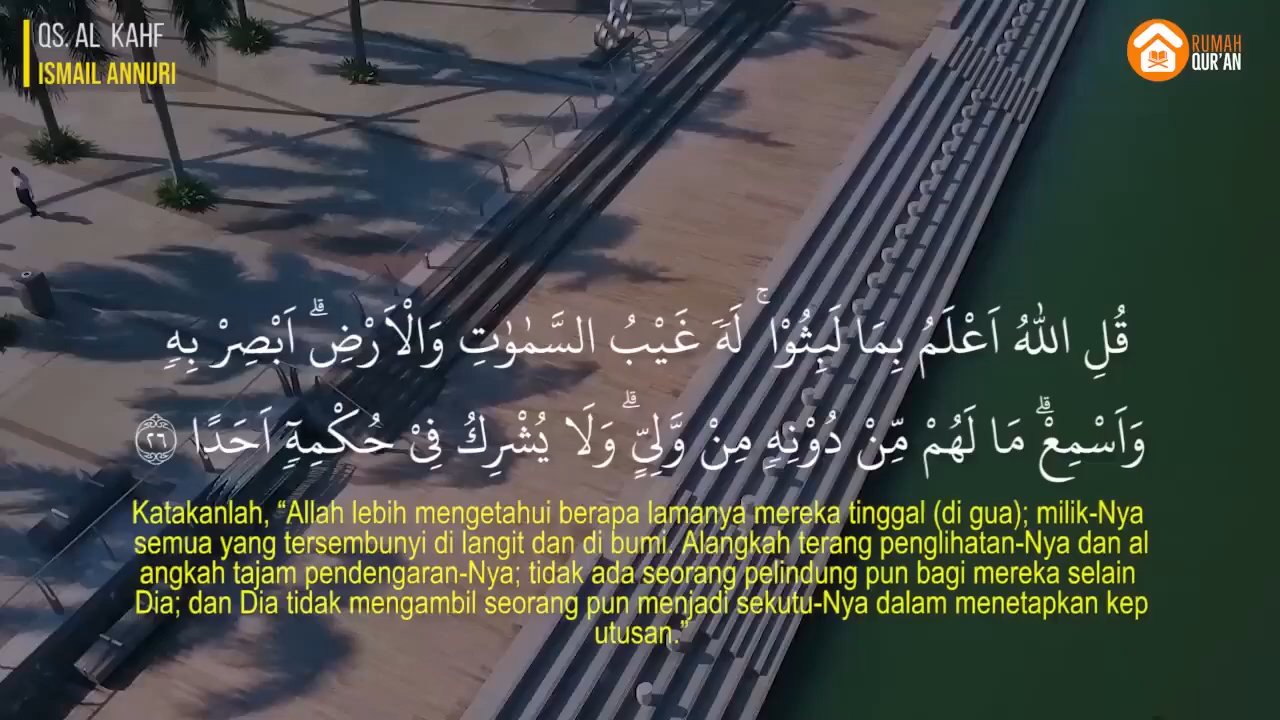 QS. AL KAHF
ISMAIL ANNURI
RUMAH
QUR'AN
قُلِ اللّٰهُ اَعْلَمُ بِمَا لَبِثُوْا ۚ لَهٗ غَيْبُ السَّمٰوٰتِ وَالْاَرْضِۗ اَبْصِرْ بِهٖ
وَاَسْمِعْۗ مَا لَهُمْ مِّنْ دُوْنِهٖ مِنْ وَّلِيٍّۗ وَلَا يُشْرِكُ فِيْ حُكْمِهٖٓ اَحَدًا ٢٦
Katakanlah, “Allah lebih mengetahui berapa lamanya mereka tinggal (di gua); milik-Nya
semua yang tersembunyi di langit dan di bumi. Alangkah terang penglihatan-Nya dan al
angkah tajam pendengaran-Nya; tidak ada seorang pelindung pun bagi mereka selain
Dia; dan Dia tidak mengambil seorang pun menjadi sekutu-Nya dalam menetapkan kep
utusan.”